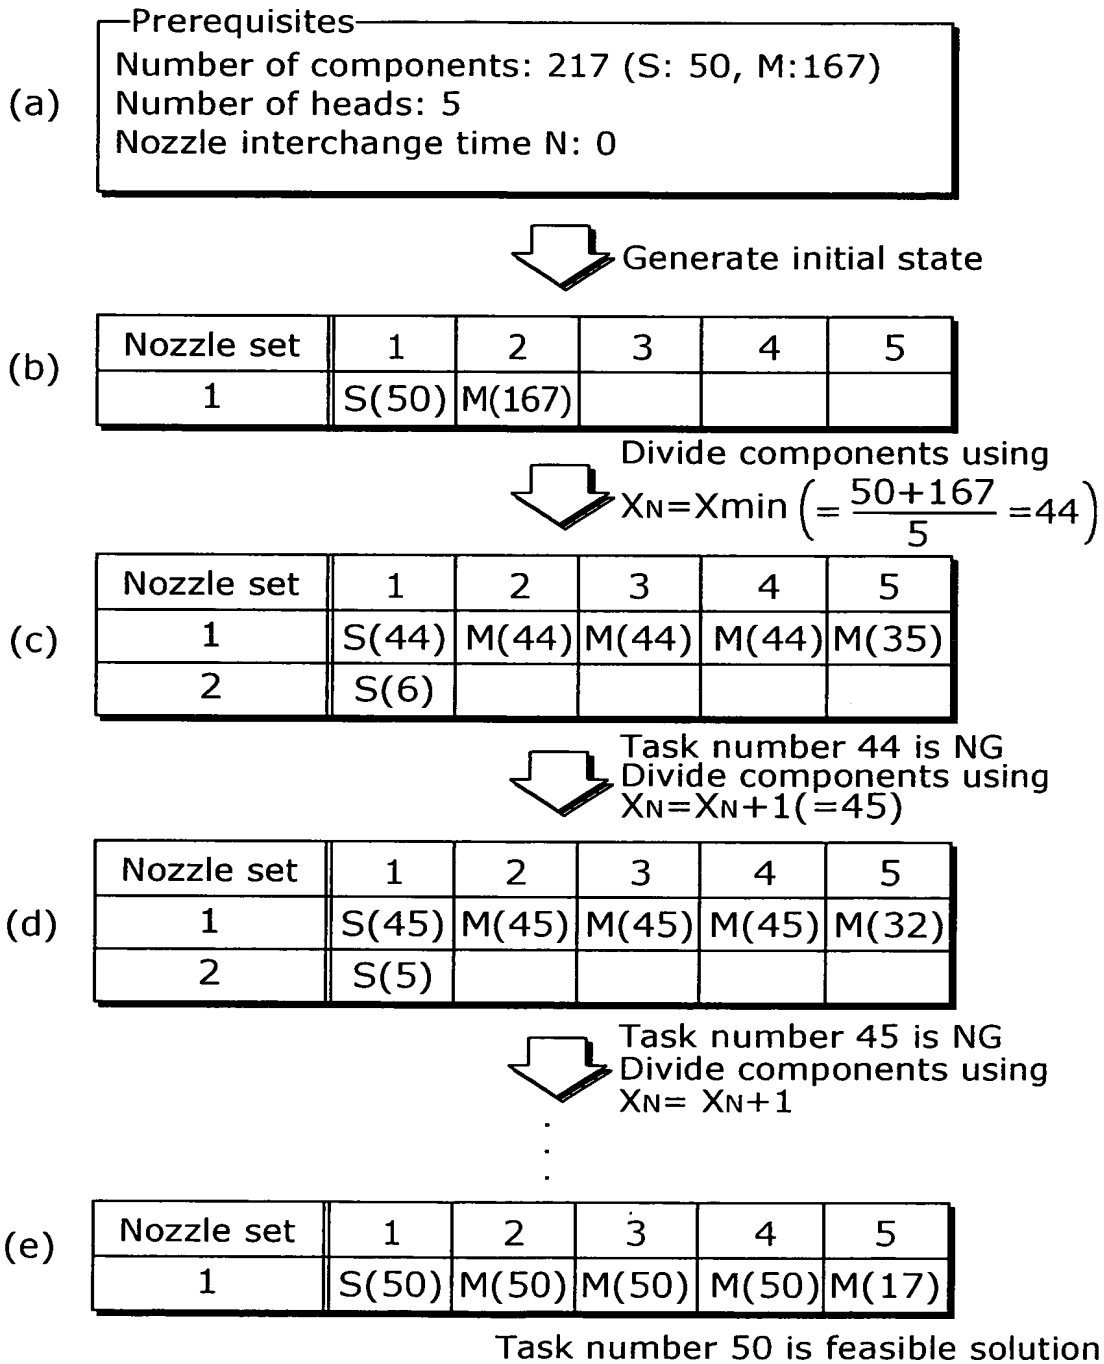 Prerequisites
Number of components: 217 (S: 50, M:167)
(a)
Number of heads: 5
Nozzle interchange time N: 0
Generate initial state
(b)
Nozzle set 1 2 3 4 5
1 S(50) M(167)
Divide components using
XN=Xmin (= 50+167 / 5 =44)
(c)
Nozzle set 1 2 3 4 5
1 S(44) M(44) M(44) M(44) M(35)
2 S(6)
Task number 44 is NG
Divide components using
XN=XN+1(=45)
(d)
Nozzle set 1 2 3 4 5
1 S(45) M(45) M(45) M(45) M(32)
2 S(5)
Task number 45 is NG
Divide components using
XN= XN+1
(e)
Nozzle set 1 2 3 4 5
1 S(50) M(50) M(50) M(50) M(17)
Task number 50 is feasible solution